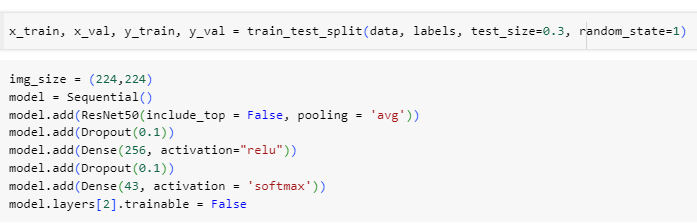 x_train, x_val, y_train, y_val = train_test_split(data, labels, test_size=0.3, random_state=1)
img_size = (224,224)
model = Sequential()
model.add(ResNet50(include_top = False, pooling = 'avg'))
model.add(Dropout(0.1))
model.add(Dense(256, activation="relu"))
model.add(Dropout(0.1))
model.add(Dense(43, activation = 'softmax'))
model.layers[2].trainable = False